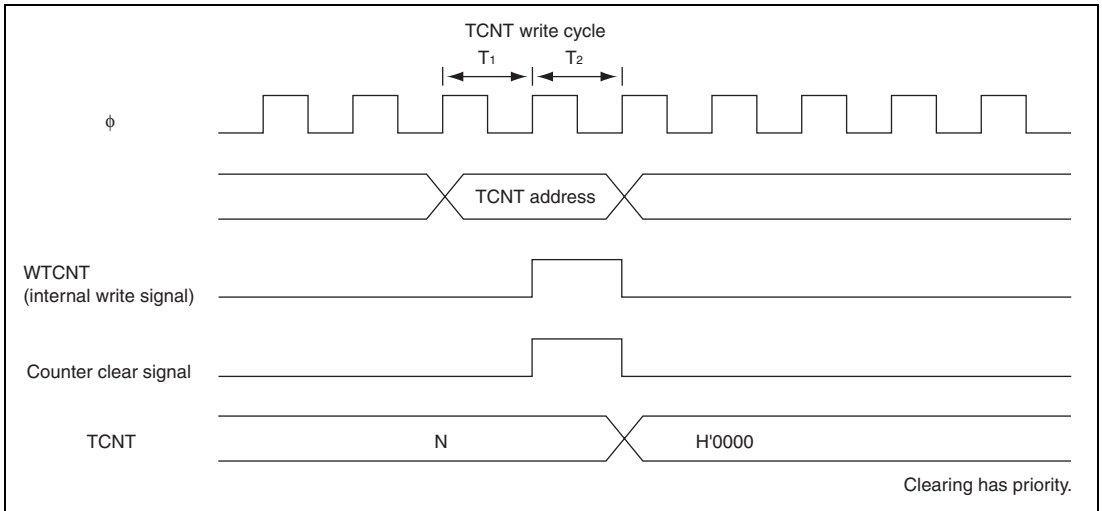 TCNT write cycle
T1 T2
ϕ
TCNT address
WTCNT
(internal write signal)
Counter clear signal
TCNT N H'0000
Clearing has priority.